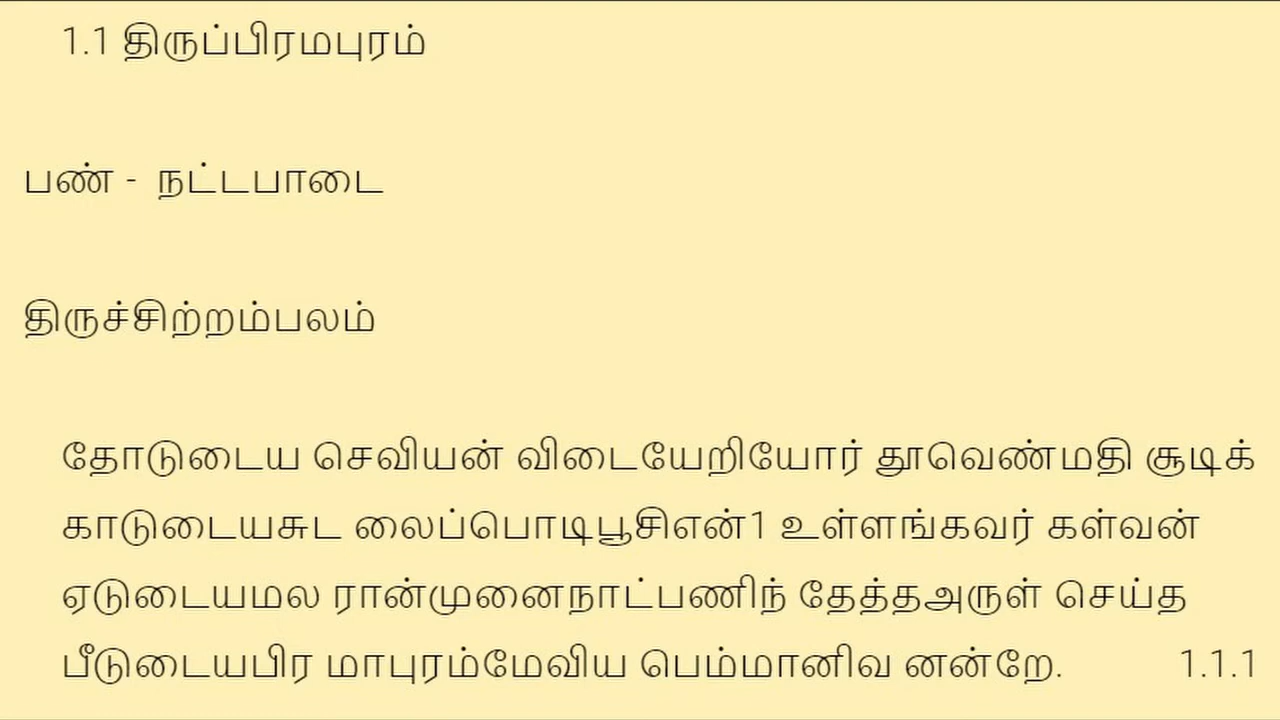 1.1 திருப்பிரமபுரம்
பண் - நட்டபாடை
திருச்சிற்றம்பலம்
தோடுடைய செவியன் விடையேறியோர் தூவெண்மதி சூடிக்
காடுடையசுட லைப்பொடிபூசிஎன்1 உள்ளங்கவர் கள்வன்
ஏடுடையமல ரான்முனைநாட்பணிந் தேத்தஅருள் செய்த
பீடுடையபிர மாபுரம்மேவிய பெம்மானிவ னன்றே. 1.1.1